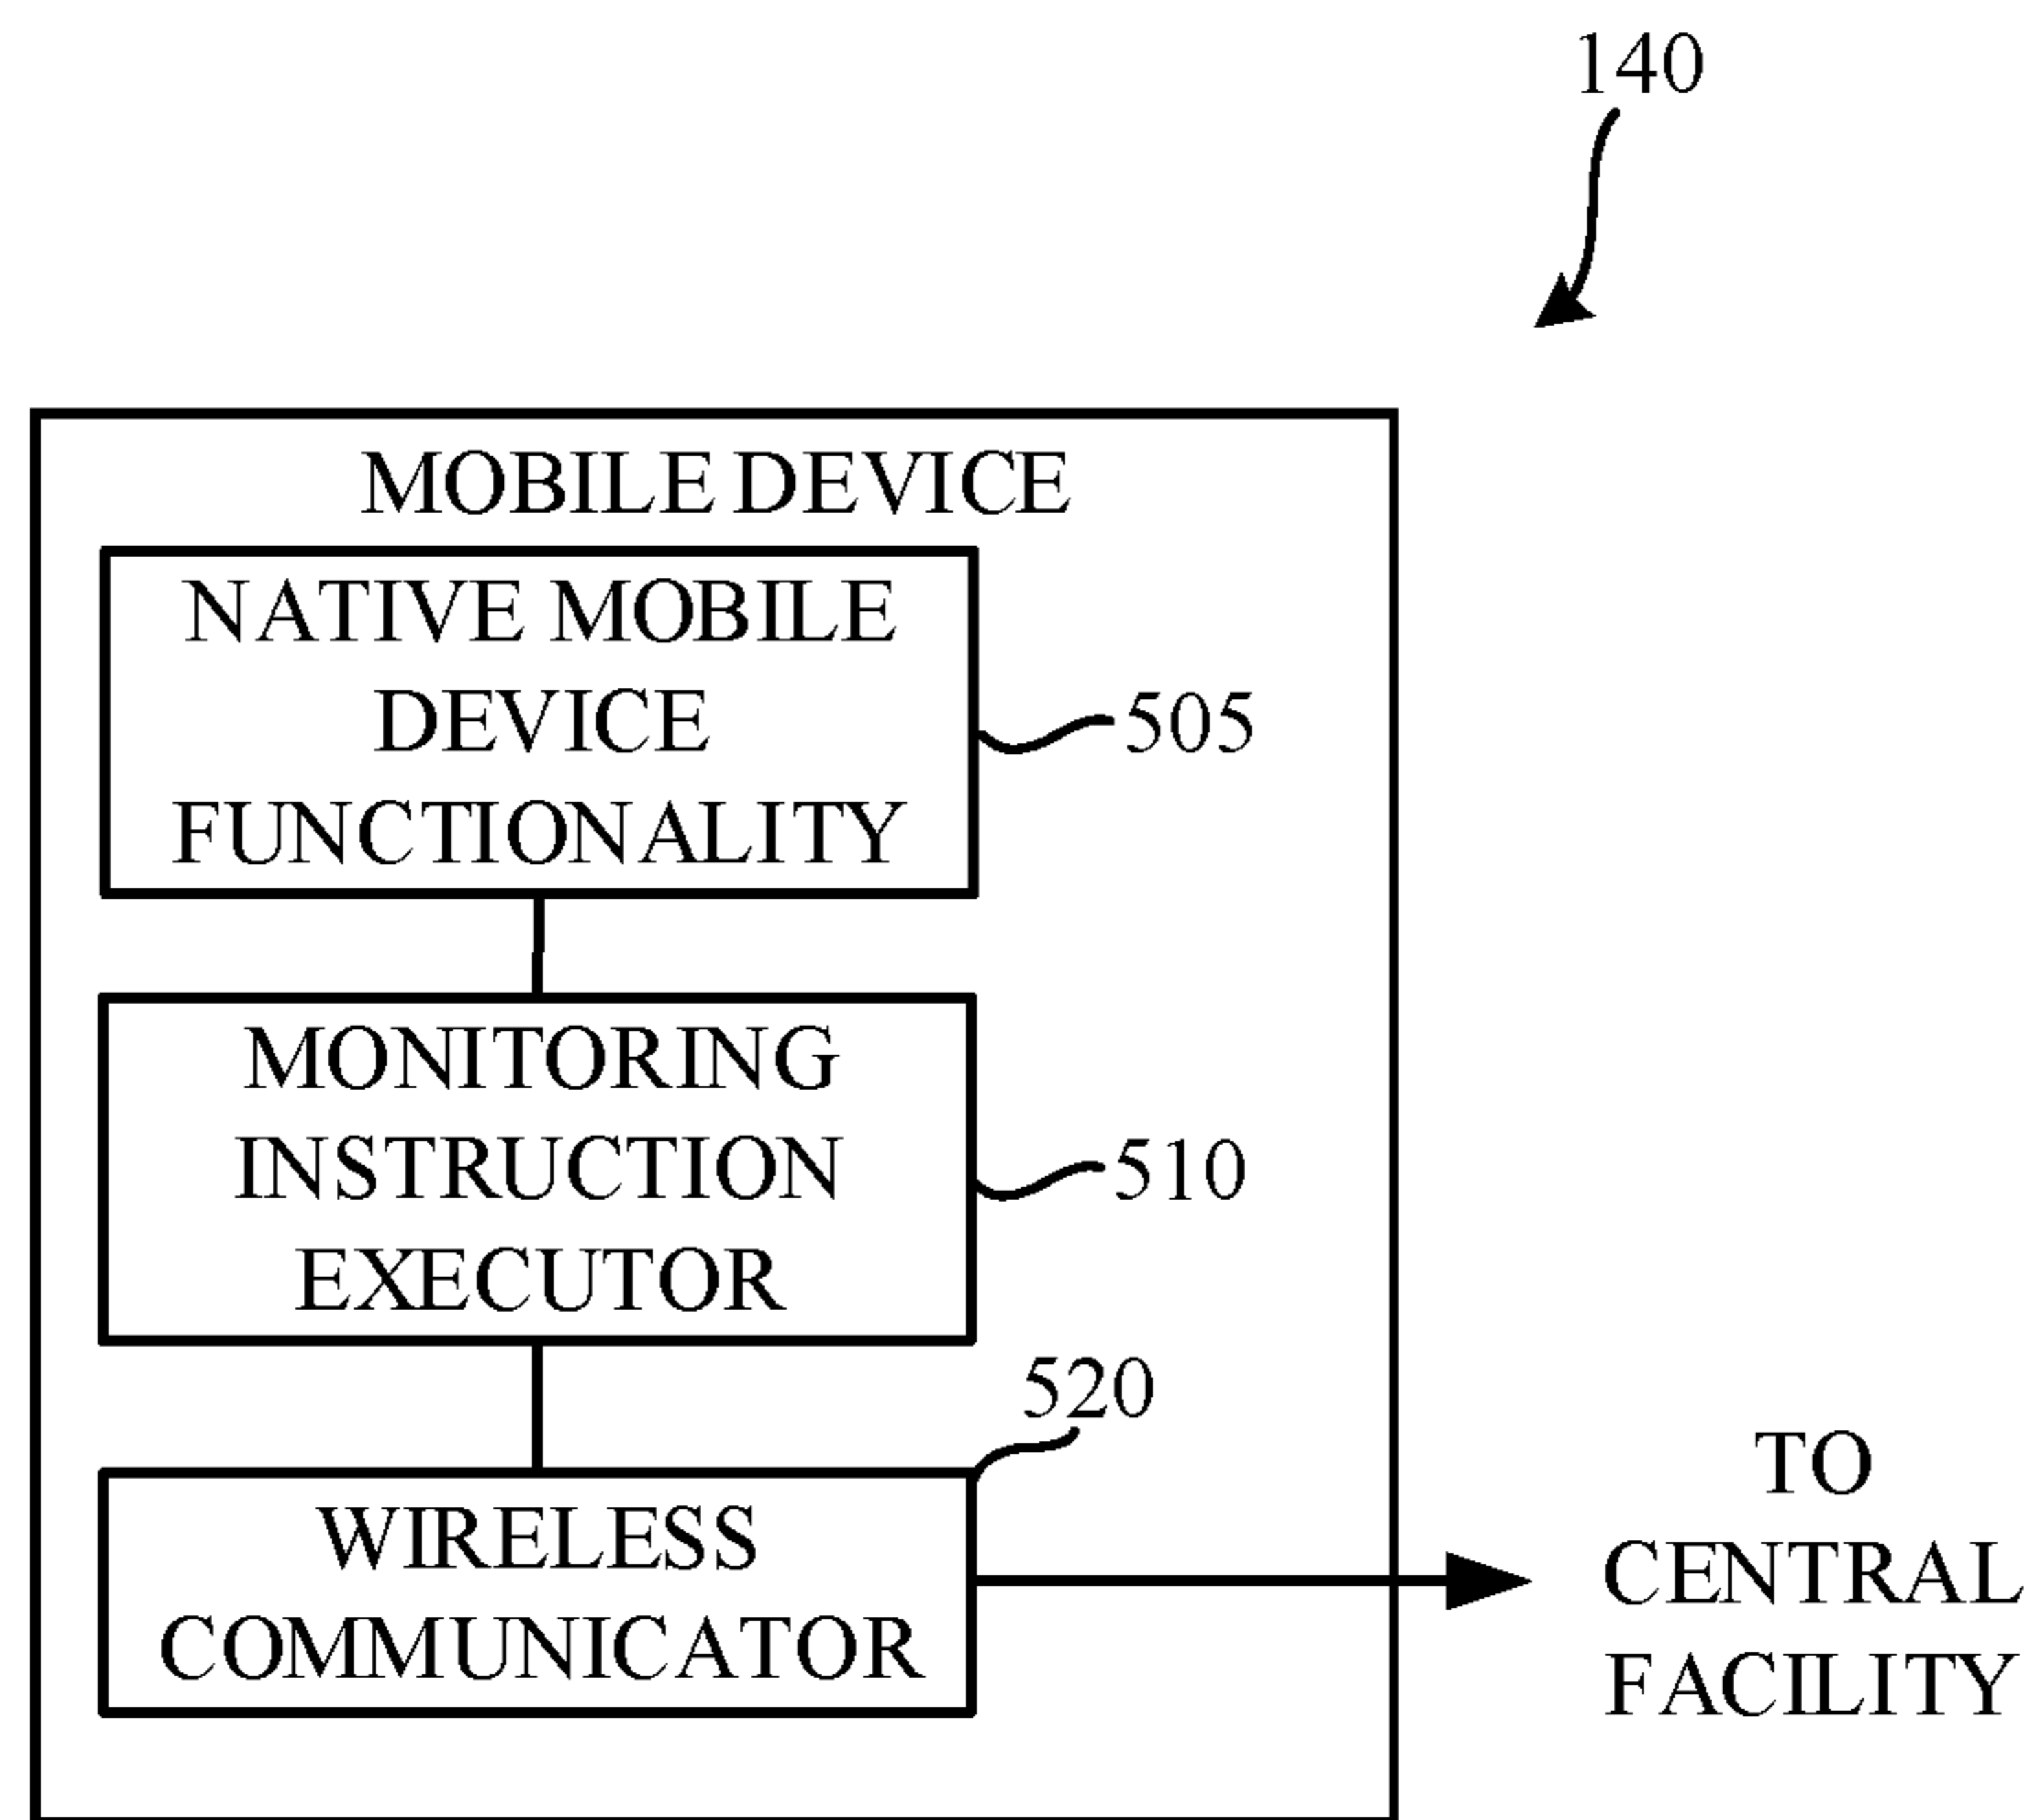 140
MOBILE DEVICE
NATIVE MOBILE
DEVICE
FUNCTIONALITY
505
MONITORING
INSTRUCTION
EXECUTOR
510
520
WIRELESS
COMMUNICATOR
TO
CENTRAL
FACILITY